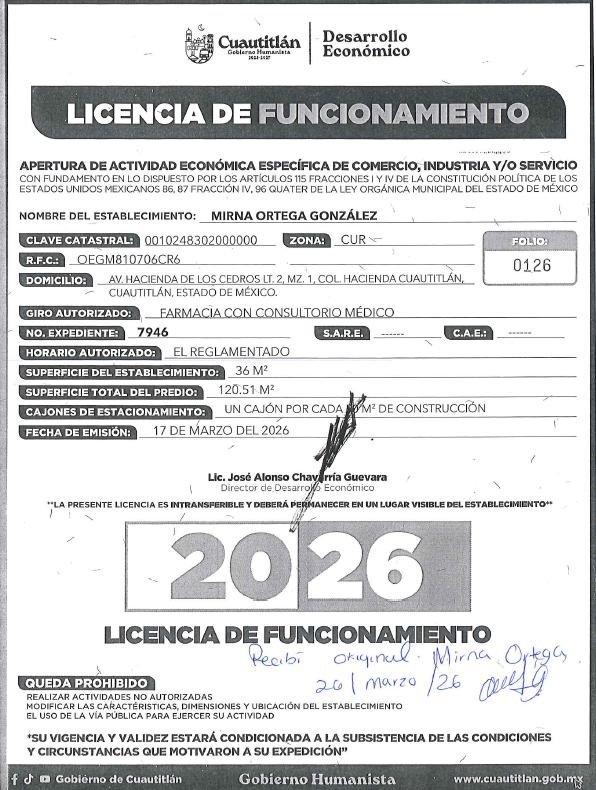 Cuautitlán
Gobierno Humanista
2025-2027
Desarrollo
Económico
LICENCIA DE FUNCIONAMIENTO
APERTURA DE ACTIVIDAD ECONÓMICA ESPECÍFICA DE COMERCIO, INDUSTRIA Y/O SERVICIO
CON FUNDAMENTO EN LO DISPUESTO POR LOS ARTÍCULOS 115 FRACCIONES I Y IV DE LA CONSTITUCIÓN POLÍTICA DE LOS
ESTADOS UNIDOS MEXICANOS 86, 87 FRACCIÓN IV, 96 QUATER DE LA LEY ORGÁNICA MUNICIPAL DEL ESTADO DE MÉXICO
NOMBRE DEL ESTABLECIMIENTO: MIRNA ORTEGA GONZÁLEZ
CLAVE CATASTRAL: 0010248302000000 ZONA: CUR
FOLIO:
0126
R.F.C.: OEGM810706CR6
DOMICILIO: AV. HACIENDA DE LOS CEDROS LT. 2, MZ. 1, COL. HACIENDA CUAUTITLÁN,
CUAUTITLÁN, ESTADO DE MÉXICO.
GIRO AUTORIZADO: FARMACIA CON CONSULTORIO MÉDICO
NO. EXPEDIENTE: 7946 S.A.R.E. ------ C.A.E.: ------
HORARIO AUTORIZADO: EL REGLAMENTADO
SUPERFICIE DEL ESTABLECIMIENTO: 36 M²
SUPERFICIE TOTAL DEL PREDIO: 120.51 M²
CAJONES DE ESTACIONAMIENTO: UN CAJÓN POR CADA M² DE CONSTRUCCIÓN
FECHA DE EMISIÓN: 17 DE MARZO DEL 2026
Lic. José Alonso Chavarría Guevara
Director de Desarrollo Económico
**LA PRESENTE LICENCIA ES INTRANSFERIBLE Y DEBERÁ PERMANECER EN UN LUGAR VISIBLE DEL ESTABLECIMIENTO**
2026
LICENCIA DE FUNCIONAMIENTO
Recibí original. Mirna Ortega
26/marzo/26
QUEDA PROHIBIDO
REALIZAR ACTIVIDADES NO AUTORIZADAS
MODIFICAR LAS CARACTERÍSTICAS, DIMENSIONES Y UBICACIÓN DEL ESTABLECIMIENTO
EL USO DE LA VÍA PÚBLICA PARA EJERCER SU ACTIVIDAD
"SU VIGENCIA Y VALIDEZ ESTARÁ CONDICIONADA A LA SUBSISTENCIA DE LAS CONDICIONES
Y CIRCUNSTANCIAS QUE MOTIVARON A SU EXPEDICIÓN"
Gobierno de Cuautitlán Gobierno Humanista www.cuautitlan.gob.mx